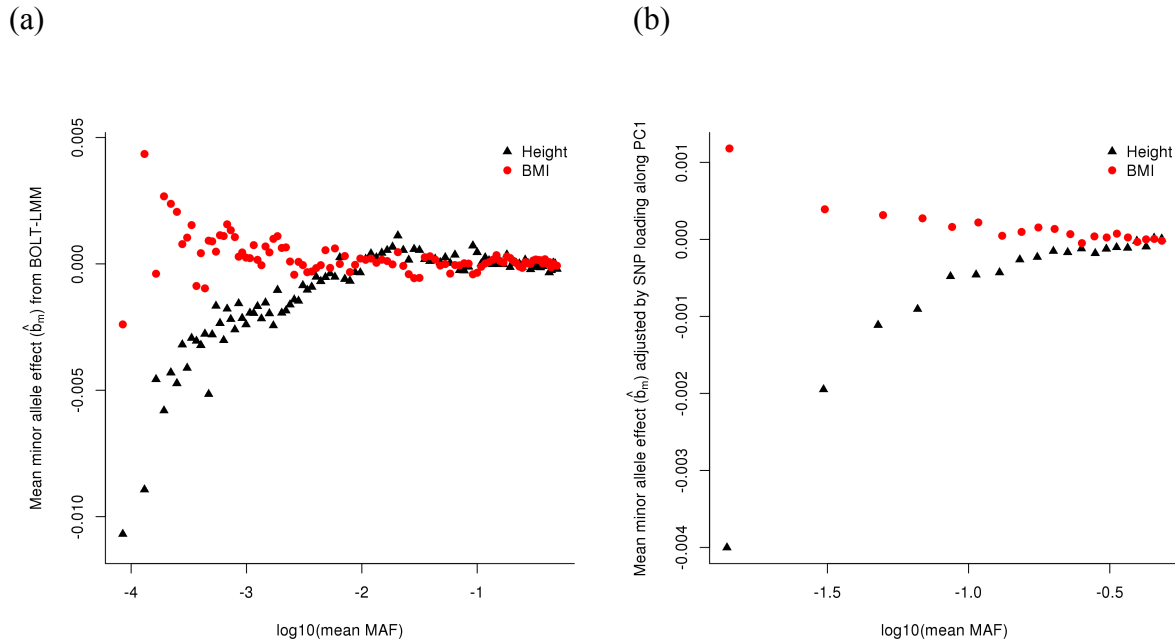 (a)
(b)
Mean minor allele effect (b̂m) from BOLT-LMM
0.005
0.000
-0.005
-0.010
Height
BMI
-4
-3
-2
-1
log10(mean MAF)
Mean minor allele effect (b̂m) adjusted by SNP loading along PC1
0.001
0.000
-0.001
-0.002
-0.003
-0.004
Height
BMI
-1.5
-1.0
-0.5
log10(mean MAF)